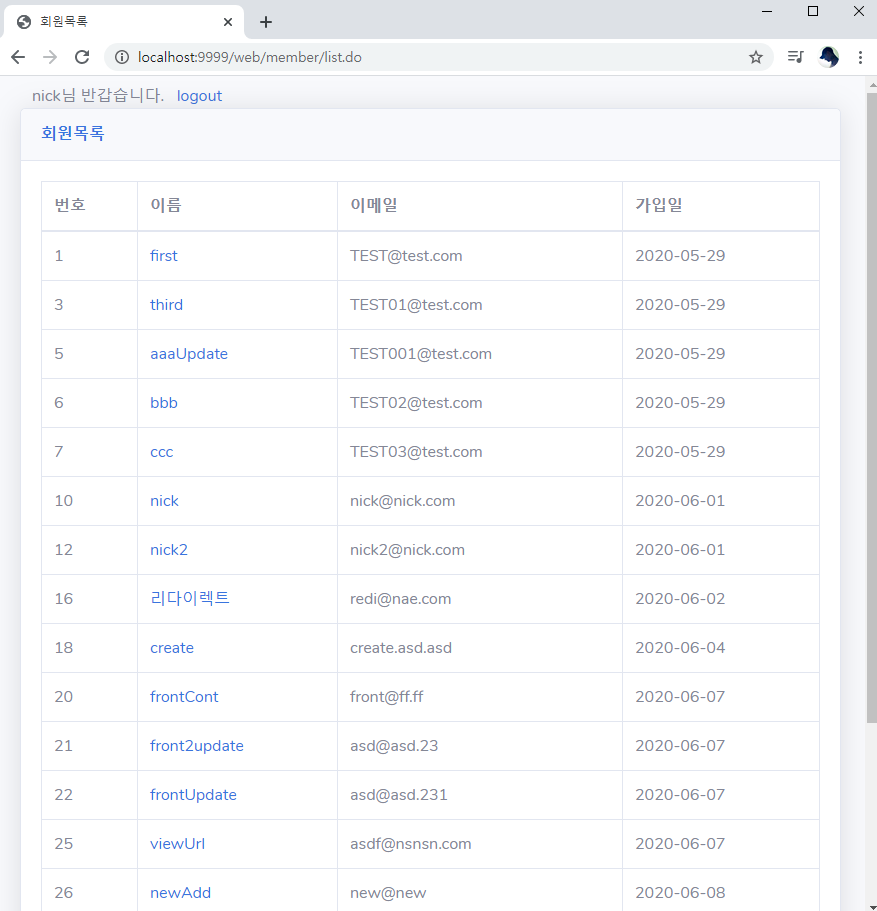 회원목록
localhost:9999/web/member/list.do
nick님 반갑습니다. logout
회원목록
번호 이름 이메일 가입일
1 first TEST@test.com 2020-05-29
3 third TEST01@test.com 2020-05-29
5 aaaUpdate TEST001@test.com 2020-05-29
6 bbb TEST02@test.com 2020-05-29
7 ccc TEST03@test.com 2020-05-29
10 nick nick@nick.com 2020-06-01
12 nick2 nick2@nick.com 2020-06-01
16 리다이렉트 redi@nae.com 2020-06-02
18 create create.asd.asd 2020-06-04
20 frontCont front@ff.ff 2020-06-07
21 front2update asd@asd.23 2020-06-07
22 frontUpdate asd@asd.231 2020-06-07
25 viewUrl asdf@nsnsn.com 2020-06-07
26 newAdd new@new 2020-06-08